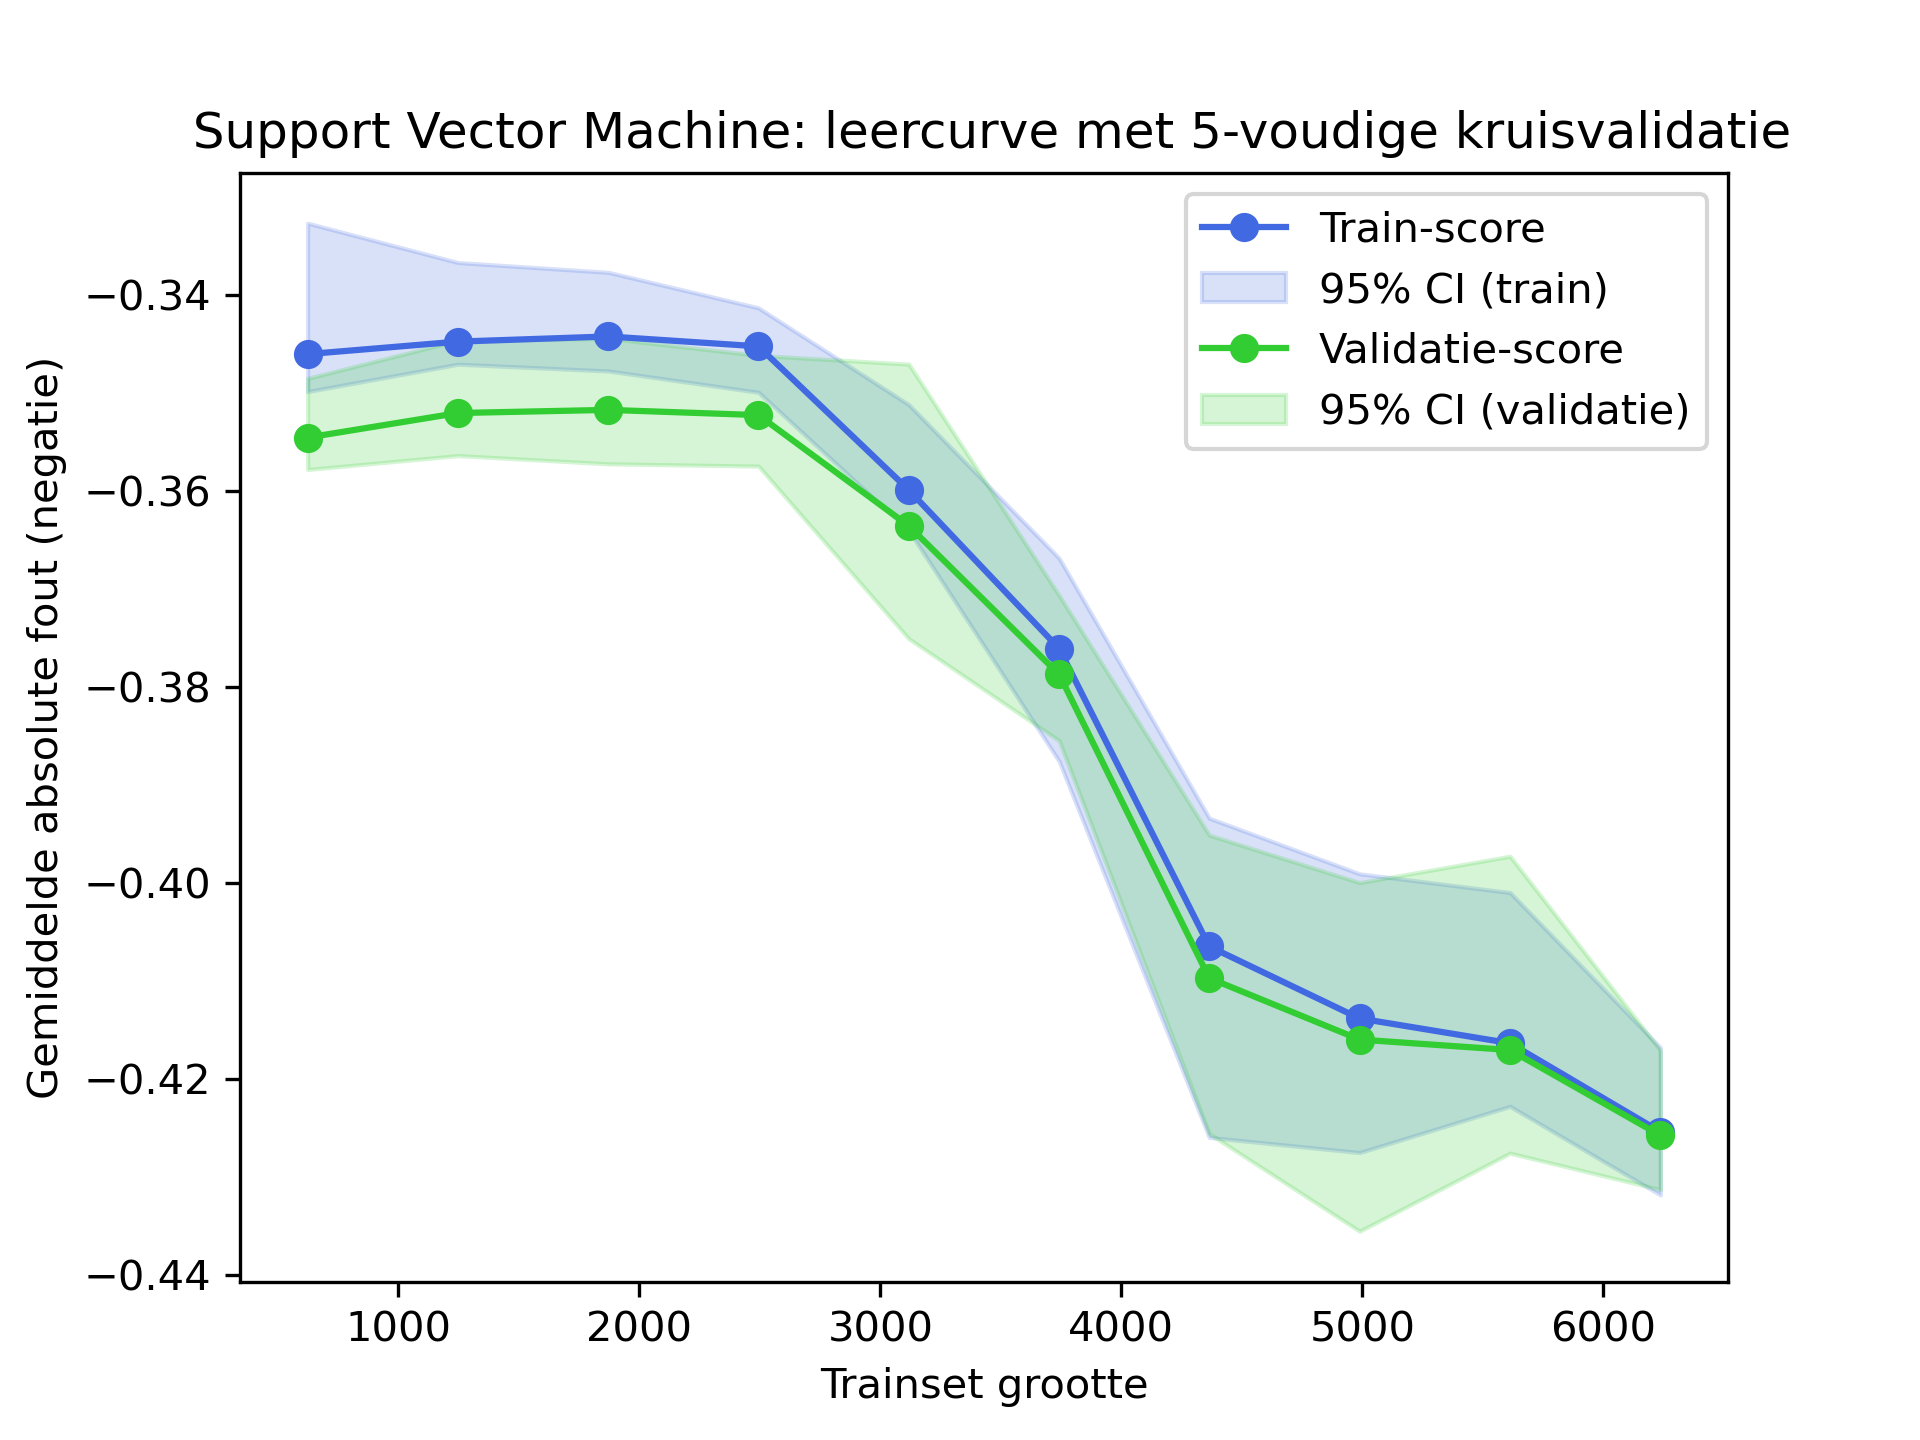 Support Vector Machine: leercurve met 5-voudige kruisvalidatie
Train-score
95% CI (train)
Validatie-score
95% CI (validatie)
Gemiddelde absolute fout (negatie)
−0.34
−0.36
−0.38
−0.40
−0.42
−0.44
1000
2000
3000
4000
5000
6000
Trainset grootte